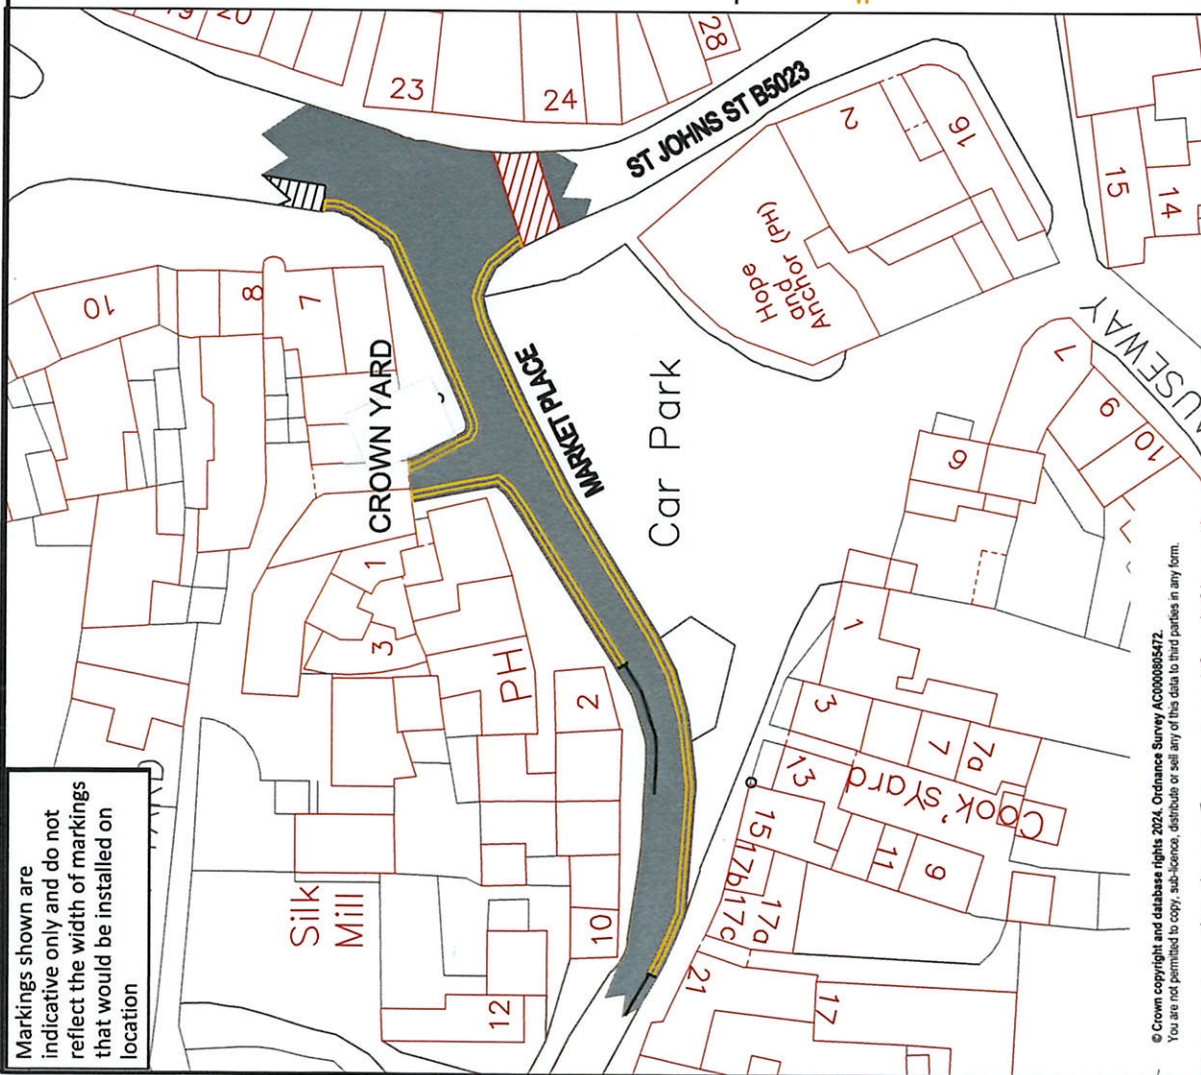 20
23
24
28
ST JOHNS ST B5023
2
16
15
14
Hope
and
Anchor (PH)
10
8
7
CROWN YARD
MARKET PLACE
Car Park
7
9
10
6
1
3
PH
2
1
3
7
7a
Cook'sYard
13
15
17b
17c
17a
11
9
10
12
21
17
Silk
Mill
Markings shown are
indicative only and do not
reflect the width of markings
that would be installed on
location
© Crown copyright and database rights 2024. Ordnance Survey AC0000805472.
You are not permitted to copy, sub-licence, distribute or sell any of this data to third parties in any form.